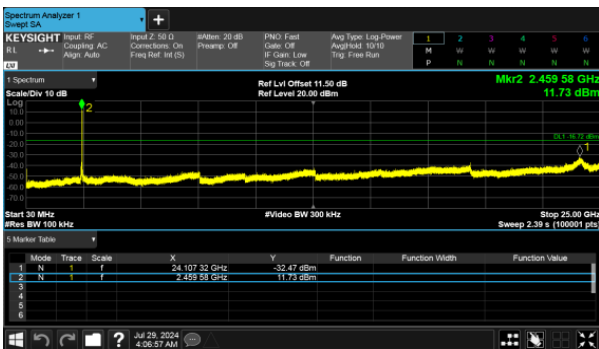 Spectrum Analyzer 1
Swept SA
KEYSIGHT Input: RF Input Z: 50 Ω #Atten: 20 dB PNO: Fast Avg Type: Log-Power 1 2 3 4 5 6
RL Coupling: AC Corrections: On Preamp: Off Gate: Off Avg|Hold: 10/10 M W W W W W
Align: Auto Freq Ref: Int (S) IF Gain: Low Trig: Free Run P N N N N N
LXI Sig Track: Off
1 Spectrum Ref Lvl Offset 11.50 dB Mkr2 2.459 58 GHz
Scale/Div 10 dB Ref Level 20.00 dBm 11.73 dBm
Log
10.0
0.00
-10.0
DL1 -16.72 dBm
-20.0
-30.0
-40.0
-50.0
-60.0
-70.0
2
1
Start 30 MHz #Video BW 300 kHz Stop 25.00 GHz
#Res BW 100 kHz Sweep 2.39 s (100001 pts)
5 Marker Table
Mode Trace Scale X Y Function Function Width Function Value
1 N 1 f 24.107 32 GHz -32.47 dBm
2 N 1 f 2.459 58 GHz 11.73 dBm
3
4
5
6
? Jul 29, 2024
4:06:57 AM